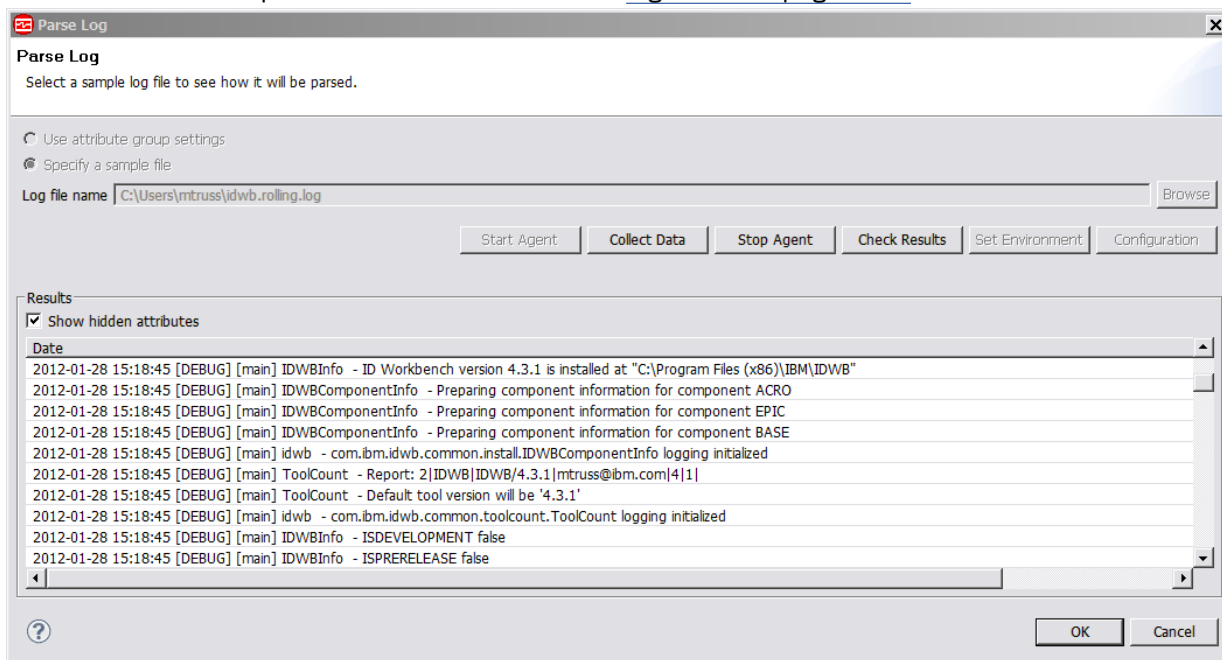 Parse Log
Parse Log
Select a sample log file to see how it will be parsed.
Use attribute group settings
Specify a sample file
Log file name C:\Users\mtruss\idwb.rolling.log Browse
Start Agent Collect Data Stop Agent Check Results Set Environment Configuration
Results
Show hidden attributes
Date
2012-01-28 15:18:45 [DEBUG] [main] IDWBInfo - ID Workbench version 4.3.1 is installed at "C:\Program Files (x86)\IBM\IDWB"
2012-01-28 15:18:45 [DEBUG] [main] IDWBComponentInfo - Preparing component information for component ACRO
2012-01-28 15:18:45 [DEBUG] [main] IDWBComponentInfo - Preparing component information for component EPIC
2012-01-28 15:18:45 [DEBUG] [main] IDWBComponentInfo - Preparing component information for component BASE
2012-01-28 15:18:45 [DEBUG] [main] idwb - com.ibm.idwb.common.install.IDWBComponentInfo logging initialized
2012-01-28 15:18:45 [DEBUG] [main] ToolCount - Report: 2|IDWB|IDWB/4.3.1|mtruss@ibm.com|4|1|
2012-01-28 15:18:45 [DEBUG] [main] ToolCount - Default tool version will be '4.3.1'
2012-01-28 15:18:45 [DEBUG] [main] idwb - com.ibm.idwb.common.toolcount.ToolCount logging initialized
2012-01-28 15:18:45 [DEBUG] [main] IDWBInfo - ISDEVELOPMENT false
2012-01-28 15:18:45 [DEBUG] [main] IDWBInfo - ISPRERELEASE false
? OK Cancel